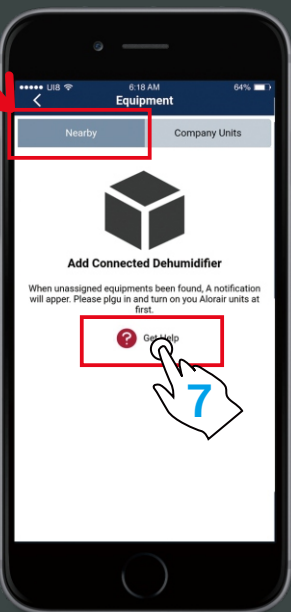 UI8 6:18 AM 64%
Equipment
Nearby Company Units
Add Connected Dehumidifier
When unassigned equipments been found, A notification
will apper. Please plgu in and turn on you Alorair units at
first.
Get Help
7